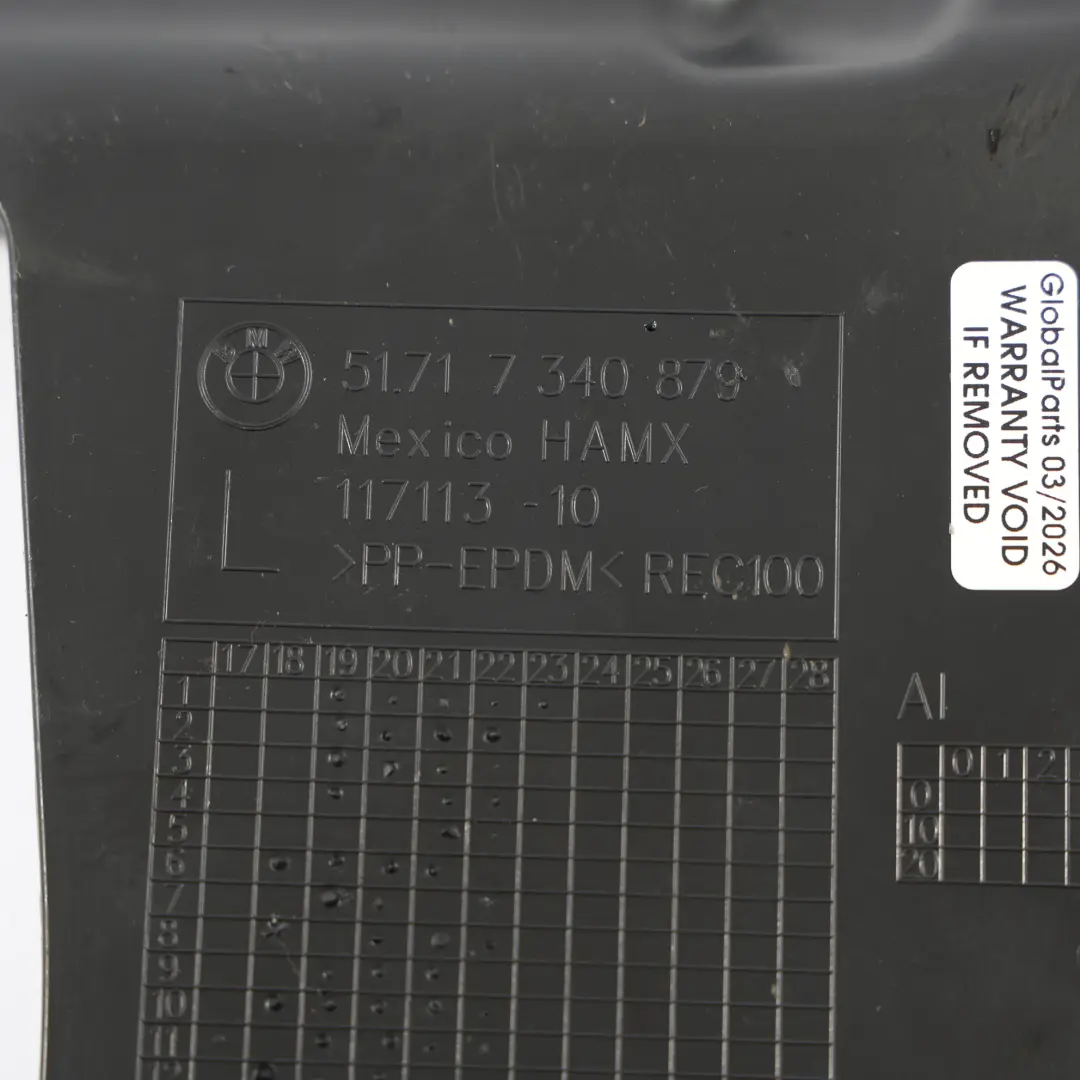 BMW
51.71 7 340 879
Mexico HAMX
117113 -10
L
>PP-EPDM< REC100
GlobalParts 03/2026
WARRANTY VOID
IF REMOVED
17 18 19 20 21 22 23 24 25 26 27 28
1
2
3
4
5
6
7
8
9
10
11
12
AI
0 1 2
0
10
20